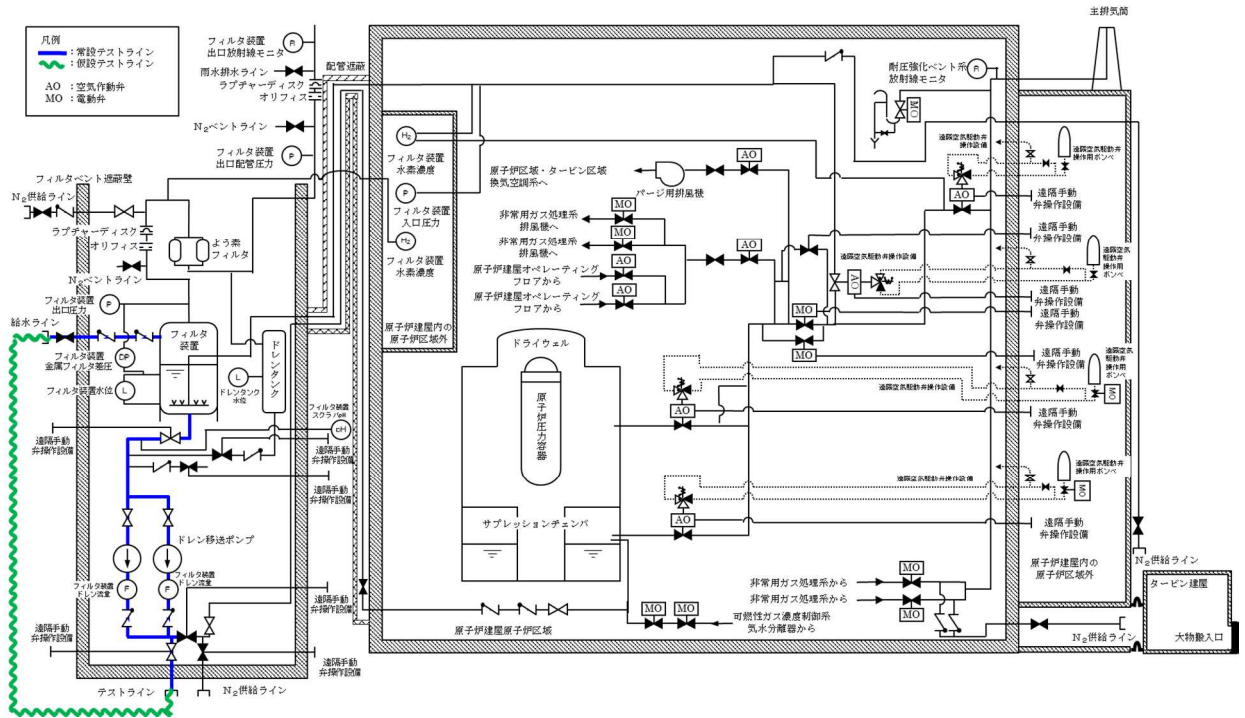 凡例
：常設テストライン
：仮設テストライン
AO ：空気作動弁
MO ：電動弁
フィルタ装置
出口放射線モニタ
R
雨水排水ライン
ラプチャーディスク
オリフィス
N₂ベントライン
フィルタ装置
出口配管圧力
P
配管遮蔽
フィルタベント遮蔽壁
N₂供給ライン
ラプチャーディスク
オリフィス
N₂ベントライン
よう素
フィルタ
フィルタ装置
出口圧力
P
給水ライン
フィルタ
装置
フィルタ装置
金属フィルタ差圧
DP
フィルタ装置水位
L
ドレンタンク
L
ドレンタンク
水位
フィルタ装置
スクラバpH
pH
遠隔手動
弁操作設備
遠隔手動
弁操作設備
遠隔手動
弁操作設備
ドレン移送ポンプ
フィルタ装置
ドレン流量
F
フィルタ装置
ドレン流量
F
遠隔手動
弁操作設備
遠隔手動
弁操作設備
遠隔手動
弁操作設備
テストライン
N₂供給ライン
H₂
フィルタ装置
水素濃度
P
フィルタ装置
入口圧力
H₂
フィルタ装置
水素濃度
原子炉建屋内の
原子炉区域外
原子炉区域・タービン区域
換気空調系へ
パージ用排風機
AO
非常用ガス処理系
排風機へ
MO
非常用ガス処理系
排風機へ
MO
原子炉建屋オペレーティング
フロアから
AO
原子炉建屋オペレーティング
フロアから
AO
AO
MO
MO
耐圧強化ベント系
放射線モニタ
R
MO
主排気筒
遠隔空気駆動弁
操作設備
遠隔空気駆動弁
操作用ボンベ
AO
遠隔手動
弁操作設備
遠隔手動
弁操作設備
遠隔空気駆動弁操作設備
遠隔空気
駆動弁
操作用
ボンベ
AO
遠隔手動
弁操作設備
遠隔手動
弁操作設備
遠隔手動
弁操作設備
遠隔空気駆動弁操作設備
遠隔空気
駆動弁
操作用
ボンベ
MO
AO
遠隔手動
弁操作設備
遠隔空気駆動弁操作設備
遠隔空気駆動弁
操作用ボンベ
MO
AO
遠隔手動
弁操作設備
ドライウェル
原子炉圧力容器
サプレッションチェンバ
原子炉建屋原子炉区域
非常用ガス処理系から
MO
非常用ガス処理系から
MO
MO
MO
可燃性ガス濃度制御系
気水分離器から
N₂供給ライン
原子炉建屋内の
原子炉区域外
N₂供給ライン
タービン建屋
大物搬入口